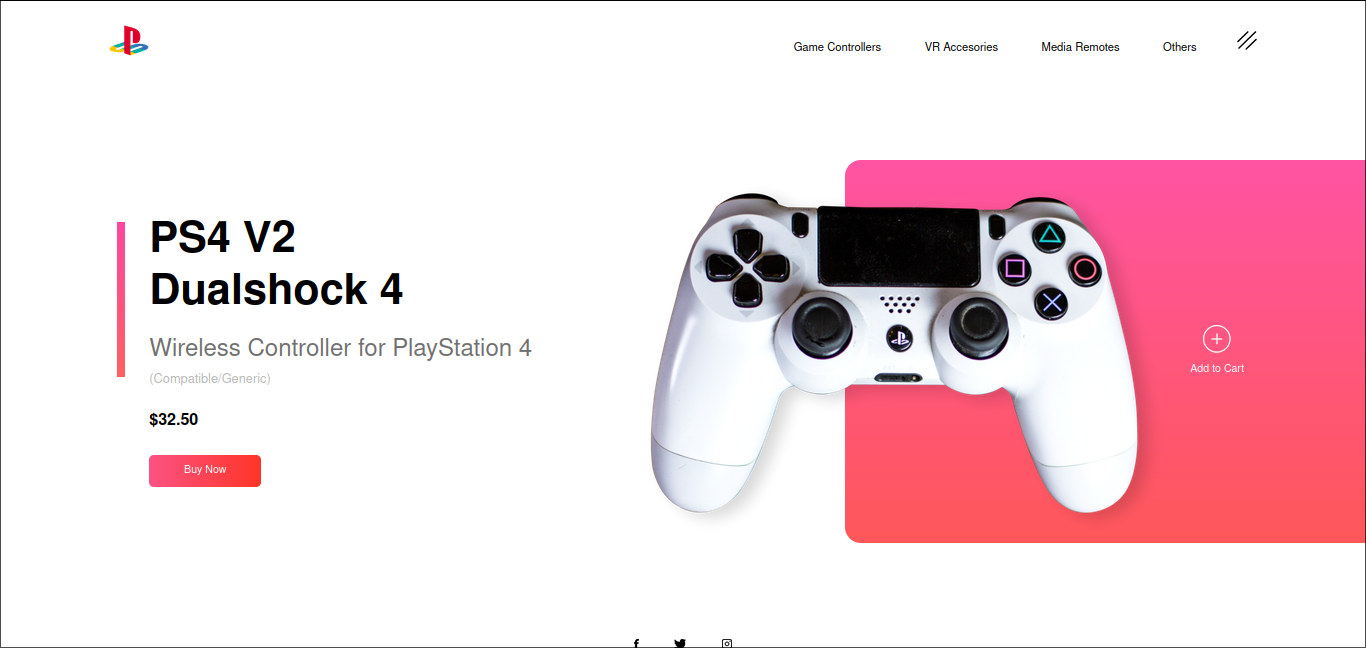 Game Controllers
VR Accesories
Media Remotes
Others
PS4 V2
Dualshock 4
Wireless Controller for PlayStation 4
(Compatible/Generic)
$32.50
Buy Now
Add to Cart